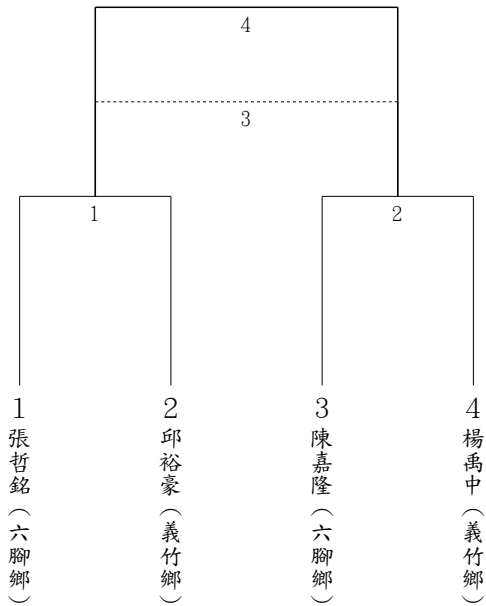 4
3
1
2
1 張哲銘（六腳鄉）
2 邱裕豪（義竹鄉）
3 陳嘉隆（六腳鄉）
4 楊禹中（義竹鄉）